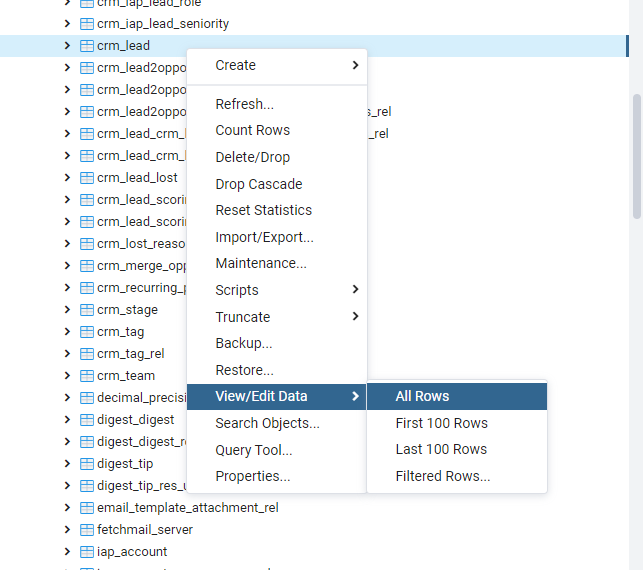 crm_iap_lead_role
crm_iap_lead_seniority
crm_lead
Create
crm_lead2oppo
crm_lead2oppo
Refresh...
crm_lead2oppo s_rel
Count Rows
crm_lead_crm_l _rel
crm_lead_crm_l
Delete/Drop
crm_lead_lost
Drop Cascade
crm_lead_scorin
Reset Statistics
crm_lead_scorin
Import/Export...
crm_lost_reaso
Maintenance...
crm_merge_opp
crm_recurring_p
Scripts
crm_stage
Truncate
crm_tag
Backup...
crm_tag_rel
Restore...
crm_team
View/Edit Data
All Rows
decimal_precisi
digest_digest
Search Objects...
First 100 Rows
digest_digest_re
Query Tool...
Last 100 Rows
digest_tip
Properties...
Filtered Rows...
digest_tip_res_u
email_template_attachment_rel
fetchmail_server
iap_account